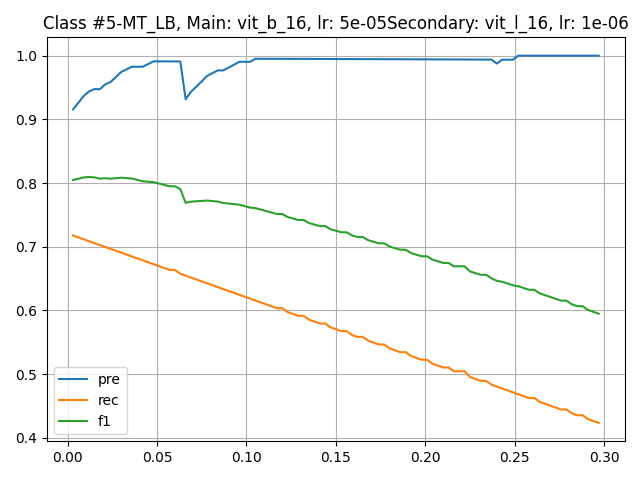 Class #5-MT_LB, Main: vit_b_16, lr: 5e-05Secondary: vit_l_16, lr: 1e-06
1.0
0.9
0.8
0.7
0.6
0.5
0.4
pre
rec
f1
0.00 0.05 0.10 0.15 0.20 0.25 0.30